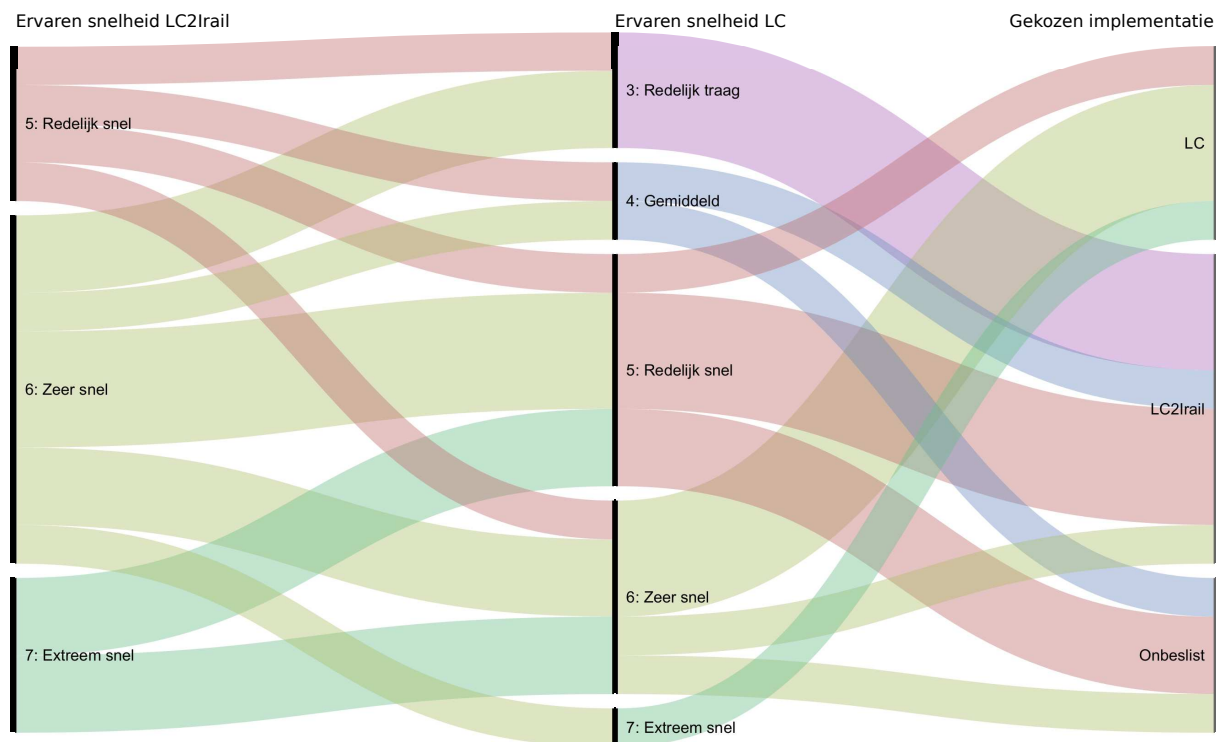 Ervaren snelheid LC2Irail
Ervaren snelheid LC
Gekozen implementatie
5: Redelijk snel
6: Zeer snel
7: Extreem snel
3: Redelijk traag
4: Gemiddeld
5: Redelijk snel
6: Zeer snel
7: Extreem snel
LC
LC2Irail
Onbeslist